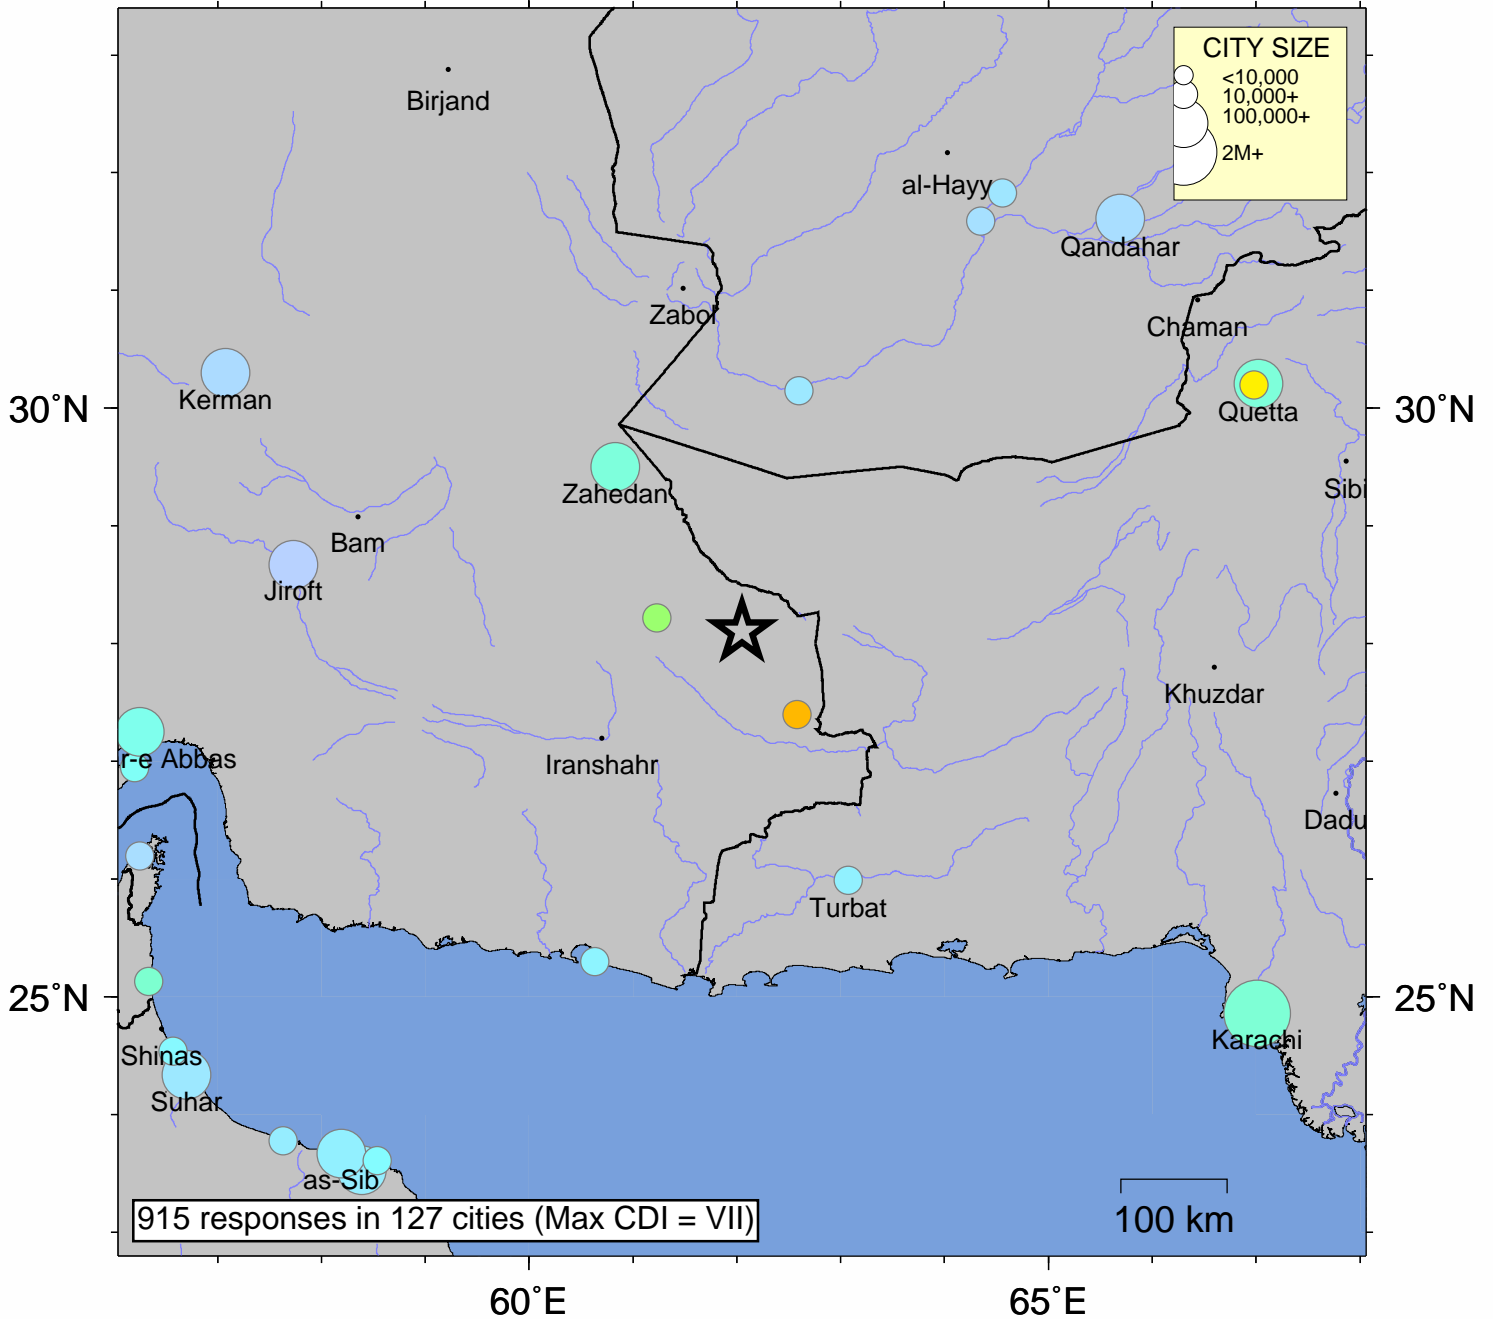 CITY SIZE
<10,000
10,000+
100,000+
2M+
Birjand
al-Hayy
Qandahar
Zabol
Chaman
Kerman
30°N
30°N
Quetta
Zahedan
Sibi
Bam
Jiroft
Khuzdar
r-e Abbas
Iranshahr
Dadu
Turbat
25°N
25°N
Karachi
Shinas
Suhar
as-Sib
915 responses in 127 cities (Max CDI = VII)
100 km
60°E
65°E